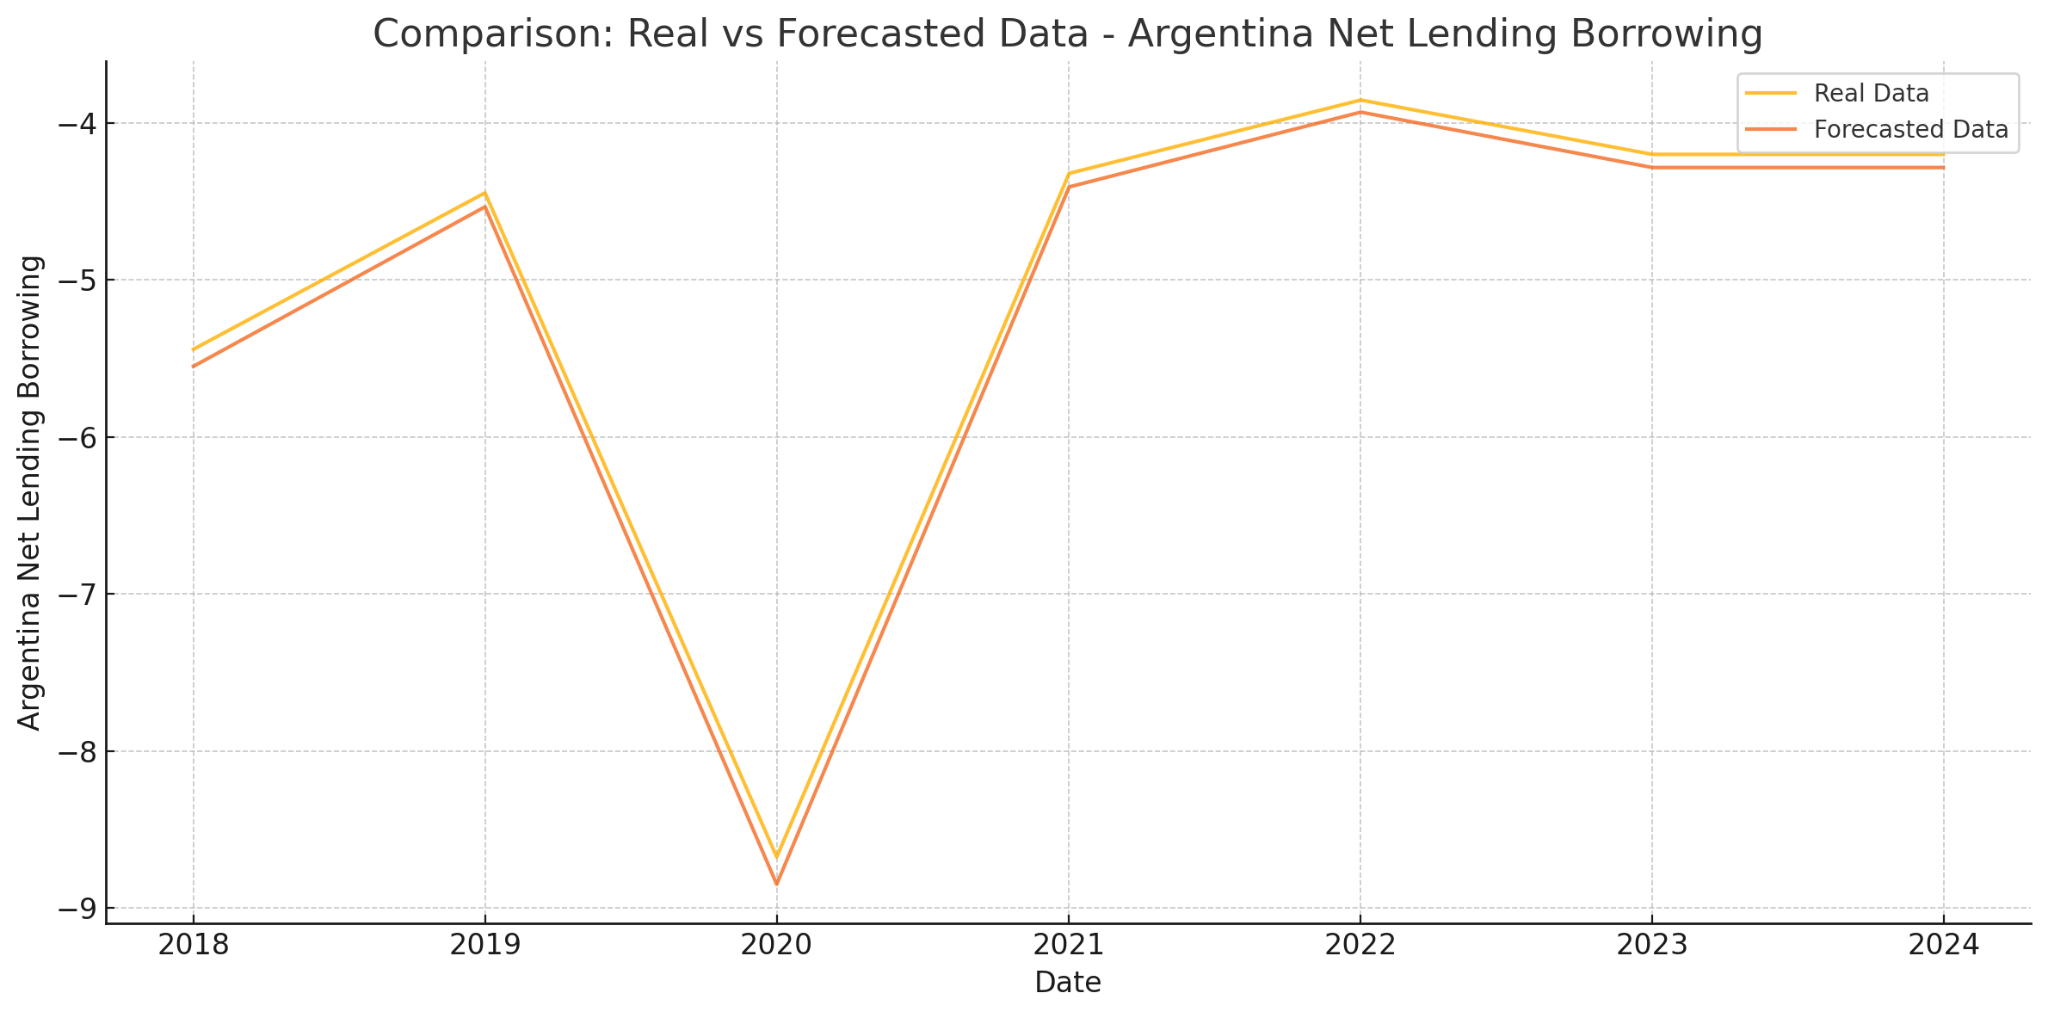 Comparison: Real vs Forecasted Data - Argentina Net Lending Borrowing
Real Data
Forecasted Data
Argentina Net Lending Borrowing
−4
−5
−6
−7
−8
−9
2018 2019 2020 2021 2022 2023 2024
Date